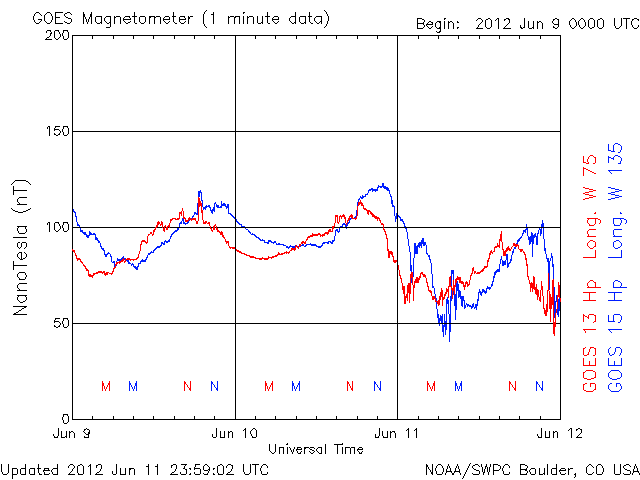 GOES Magnetometer (1 minute data)
Begin: 2012 Jun 9 0000 UTC
200
150
100
50
0
NanoTesla (nT)
M M N N M M N N M M N N
Jun 9 Jun 10 Jun 11 Jun 12
Universal Time
GOES 13 Hp Long. W 75
GOES 15 Hp Long. W 135
Updated 2012 Jun 11 23:59:02 UTC
NOAA/SWPC Boulder, CO USA